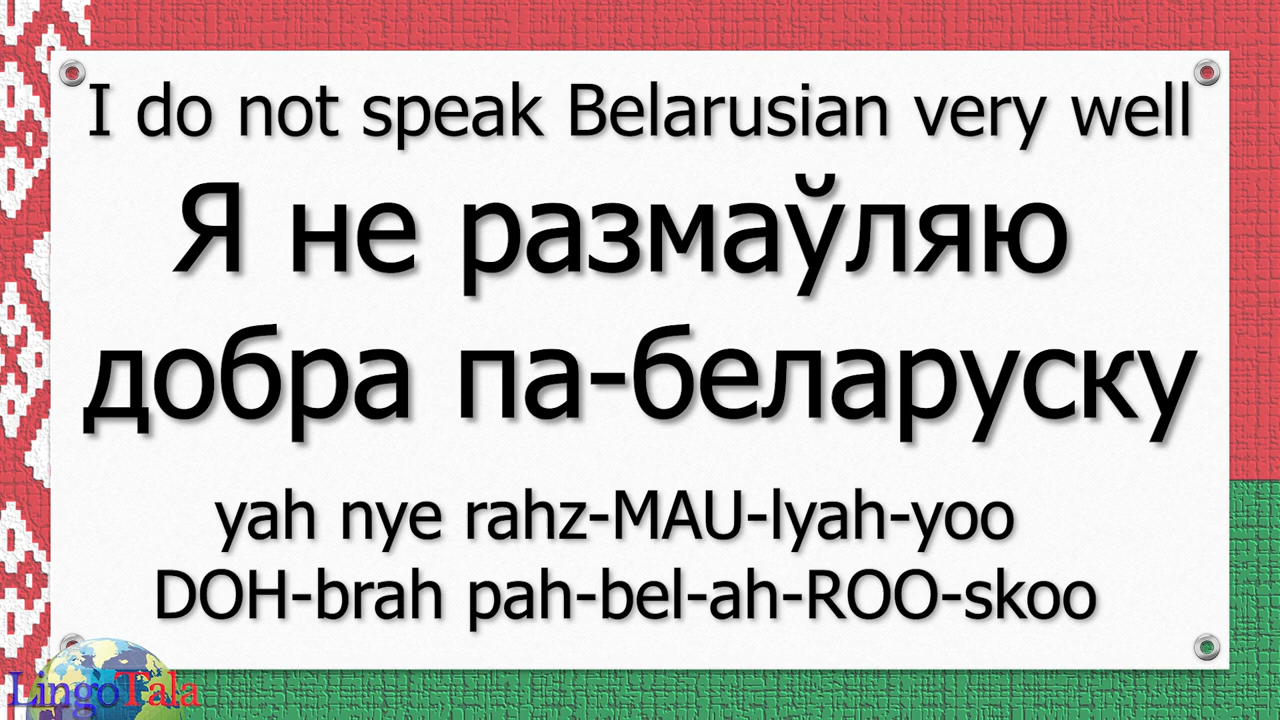 I do not speak Belarusian very well
Я не размаўляю
добра па-беларуску
yah nye rahz-MAU-lyah-yoo
DOH-brah pah-bel-ah-ROO-skoo
LingoTala